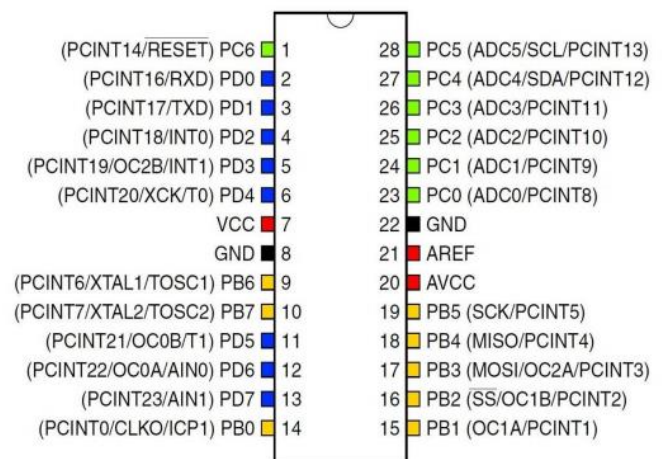 (PCINT14/RESET) PC6 1 28 PC5 (ADC5/SCL/PCINT13)
(PCINT16/RXD) PD0 2 27 PC4 (ADC4/SDA/PCINT12)
(PCINT17/TXD) PD1 3 26 PC3 (ADC3/PCINT11)
(PCINT18/INT0) PD2 4 25 PC2 (ADC2/PCINT10)
(PCINT19/OC2B/INT1) PD3 5 24 PC1 (ADC1/PCINT9)
(PCINT20/XCK/T0) PD4 6 23 PC0 (ADC0/PCINT8)
VCC 7 22 GND
GND 8 21 AREF
(PCINT6/XTAL1/TOSC1) PB6 9 20 AVCC
(PCINT7/XTAL2/TOSC2) PB7 10 19 PB5 (SCK/PCINT5)
(PCINT21/OC0B/T1) PD5 11 18 PB4 (MISO/PCINT4)
(PCINT22/OC0A/AIN0) PD6 12 17 PB3 (MOSI/OC2A/PCINT3)
(PCINT23/AIN1) PD7 13 16 PB2 (SS/OC1B/PCINT2)
(PCINT0/CLKO/ICP1) PB0 14 15 PB1 (OC1A/PCINT1)